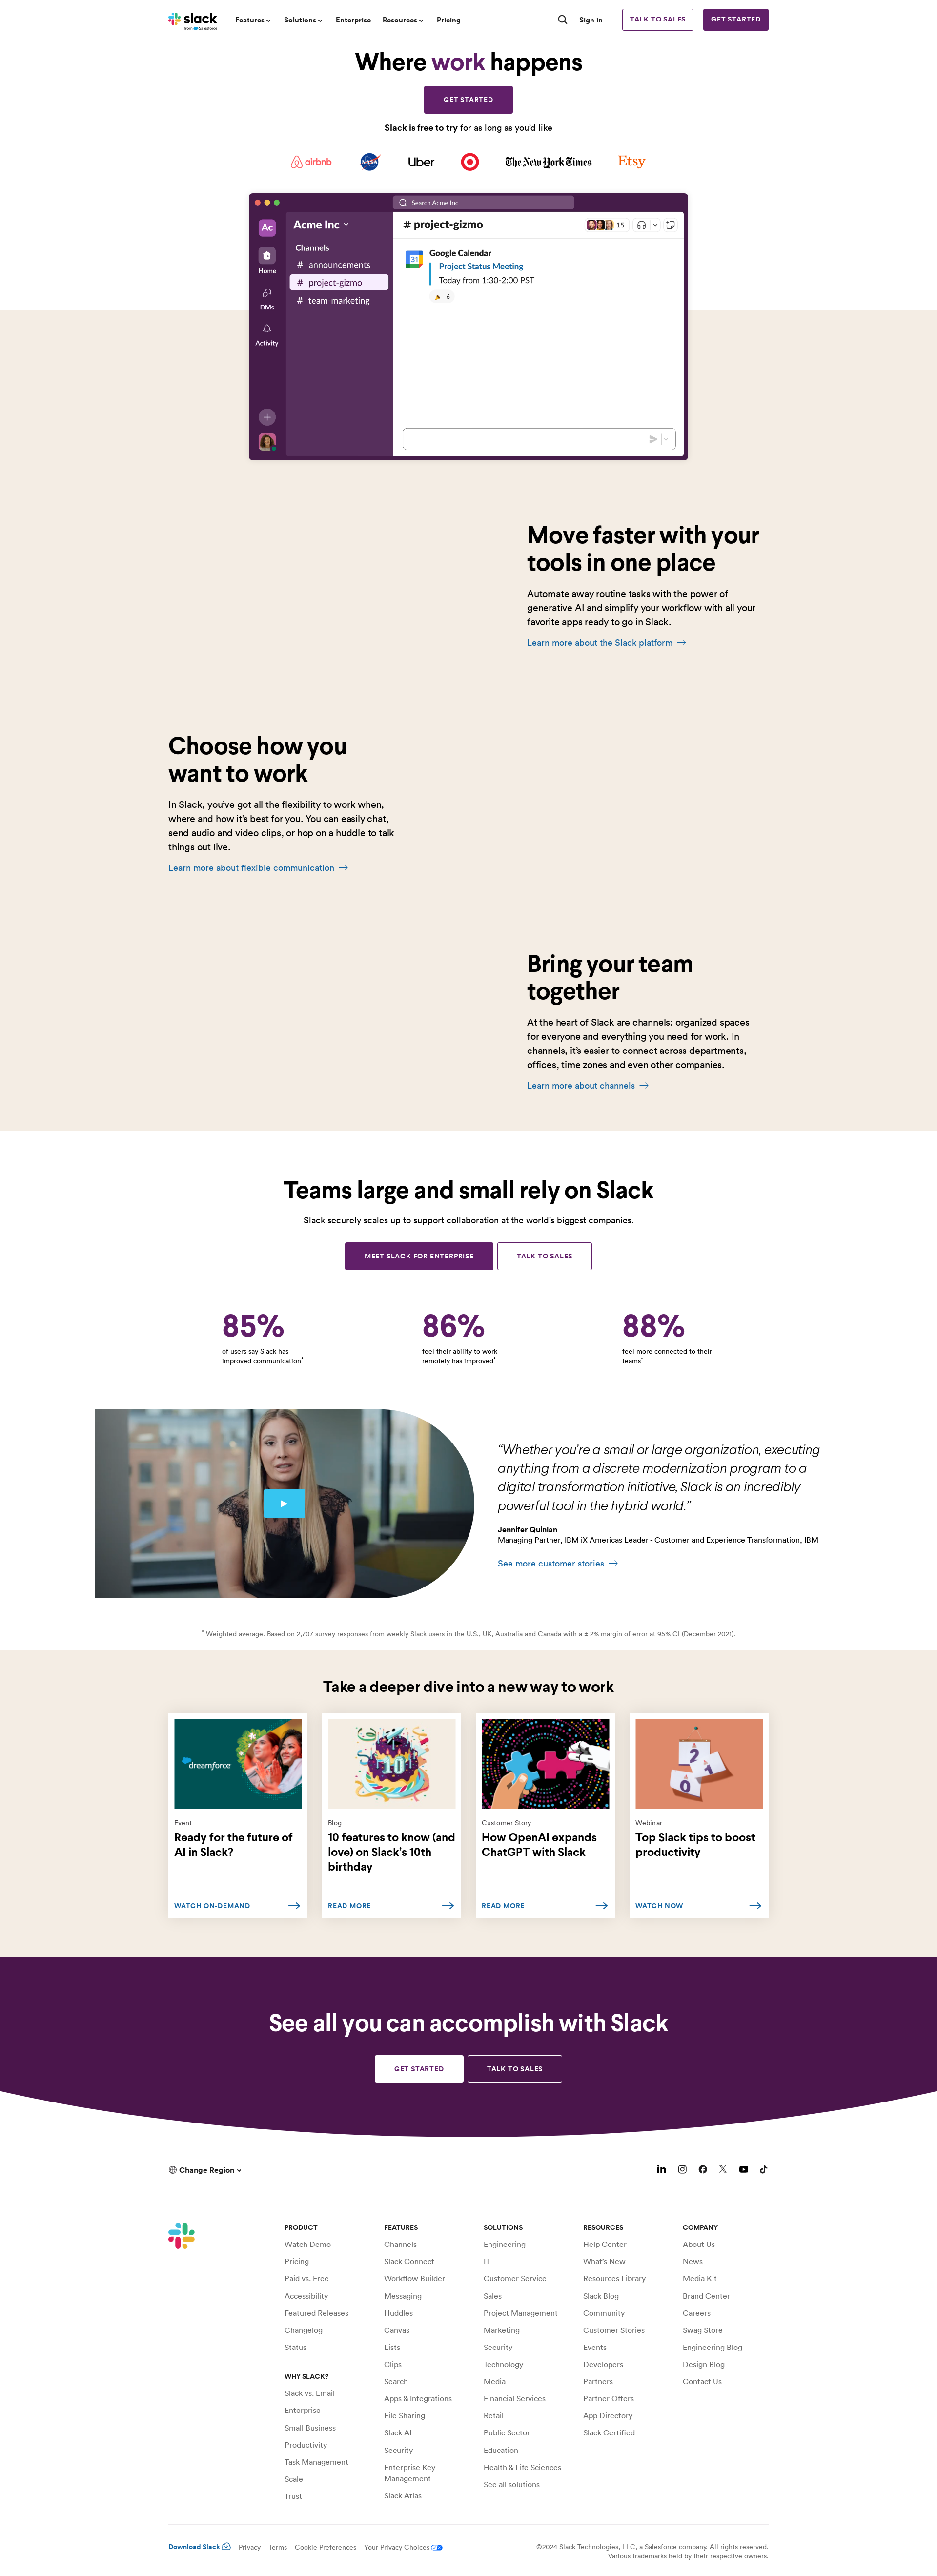 slack
from Salesforce
Features
Solutions
Enterprise
Resources
Pricing
Sign in
TALK TO SALES
GET STARTED
Where work happens
GET STARTED
Slack is free to try for as long as you'd like
airbnb
NASA
Uber
The New York Times
Etsy
Search Acme Inc
Ac
Home
DMs
Activity
Acme Inc
Channels
# announcements
# project-gizmo
# team-marketing
# project-gizmo
15
31
Google Calendar
Project Status Meeting
Today from 1:30-2:00 PST
6
Move faster with your
tools in one place
Automate away routine tasks with the power of
generative AI and simplify your workflow with all your
favorite apps ready to go in Slack.
Learn more about the Slack platform
Choose how you
want to work
In Slack, you've got all the flexibility to work when,
where and how it's best for you. You can easily chat,
send audio and video clips, or hop on a huddle to talk
things out live.
Learn more about flexible communication
Bring your team
together
At the heart of Slack are channels: organized spaces
for everyone and everything you need for work. In
channels, it's easier to connect across departments,
offices, time zones and even other companies.
Learn more about channels
Teams large and small rely on Slack
Slack securely scales up to support collaboration at the world's biggest companies.
MEET SLACK FOR ENTERPRISE
TALK TO SALES
85%
of users say Slack has
improved communication*
86%
feel their ability to work
remotely has improved*
88%
feel more connected to their
teams*
“Whether you're a small or large organization, executing
anything from a discrete modernization program to a
digital transformation initiative, Slack is an incredibly
powerful tool in the hybrid world.”
Jennifer Quinlan
Managing Partner, IBM iX Americas Leader - Customer and Experience Transformation, IBM
See more customer stories
* Weighted average. Based on 2,707 survey responses from weekly Slack users in the U.S., UK, Australia and Canada with a ± 2% margin of error at 95% CI (December 2021).
Take a deeper dive into a new way to work
dreamforce
Event
Ready for the future of
AI in Slack?
WATCH ON-DEMAND
10
Blog
10 features to know (and
love) on Slack's 10th
birthday
READ MORE
Customer Story
How OpenAI expands
ChatGPT with Slack
READ MORE
2
1
0
Webinar
Top Slack tips to boost
productivity
WATCH NOW
See all you can accomplish with Slack
GET STARTED
TALK TO SALES
Change Region
PRODUCT
Watch Demo
Pricing
Paid vs. Free
Accessibility
Featured Releases
Changelog
Status
WHY SLACK?
Slack vs. Email
Enterprise
Small Business
Productivity
Task Management
Scale
Trust
FEATURES
Channels
Slack Connect
Workflow Builder
Messaging
Huddles
Canvas
Lists
Clips
Search
Apps & Integrations
File Sharing
Slack AI
Security
Enterprise Key
Management
Slack Atlas
SOLUTIONS
Engineering
IT
Customer Service
Sales
Project Management
Marketing
Security
Technology
Media
Financial Services
Retail
Public Sector
Education
Health & Life Sciences
See all solutions
RESOURCES
Help Center
What's New
Resources Library
Slack Blog
Community
Customer Stories
Events
Developers
Partners
Partner Offers
App Directory
Slack Certified
COMPANY
About Us
News
Media Kit
Brand Center
Careers
Swag Store
Engineering Blog
Design Blog
Contact Us
Download Slack
Privacy
Terms
Cookie Preferences
Your Privacy Choices
©2024 Slack Technologies, LLC, a Salesforce company. All rights reserved.
Various trademarks held by their respective owners.